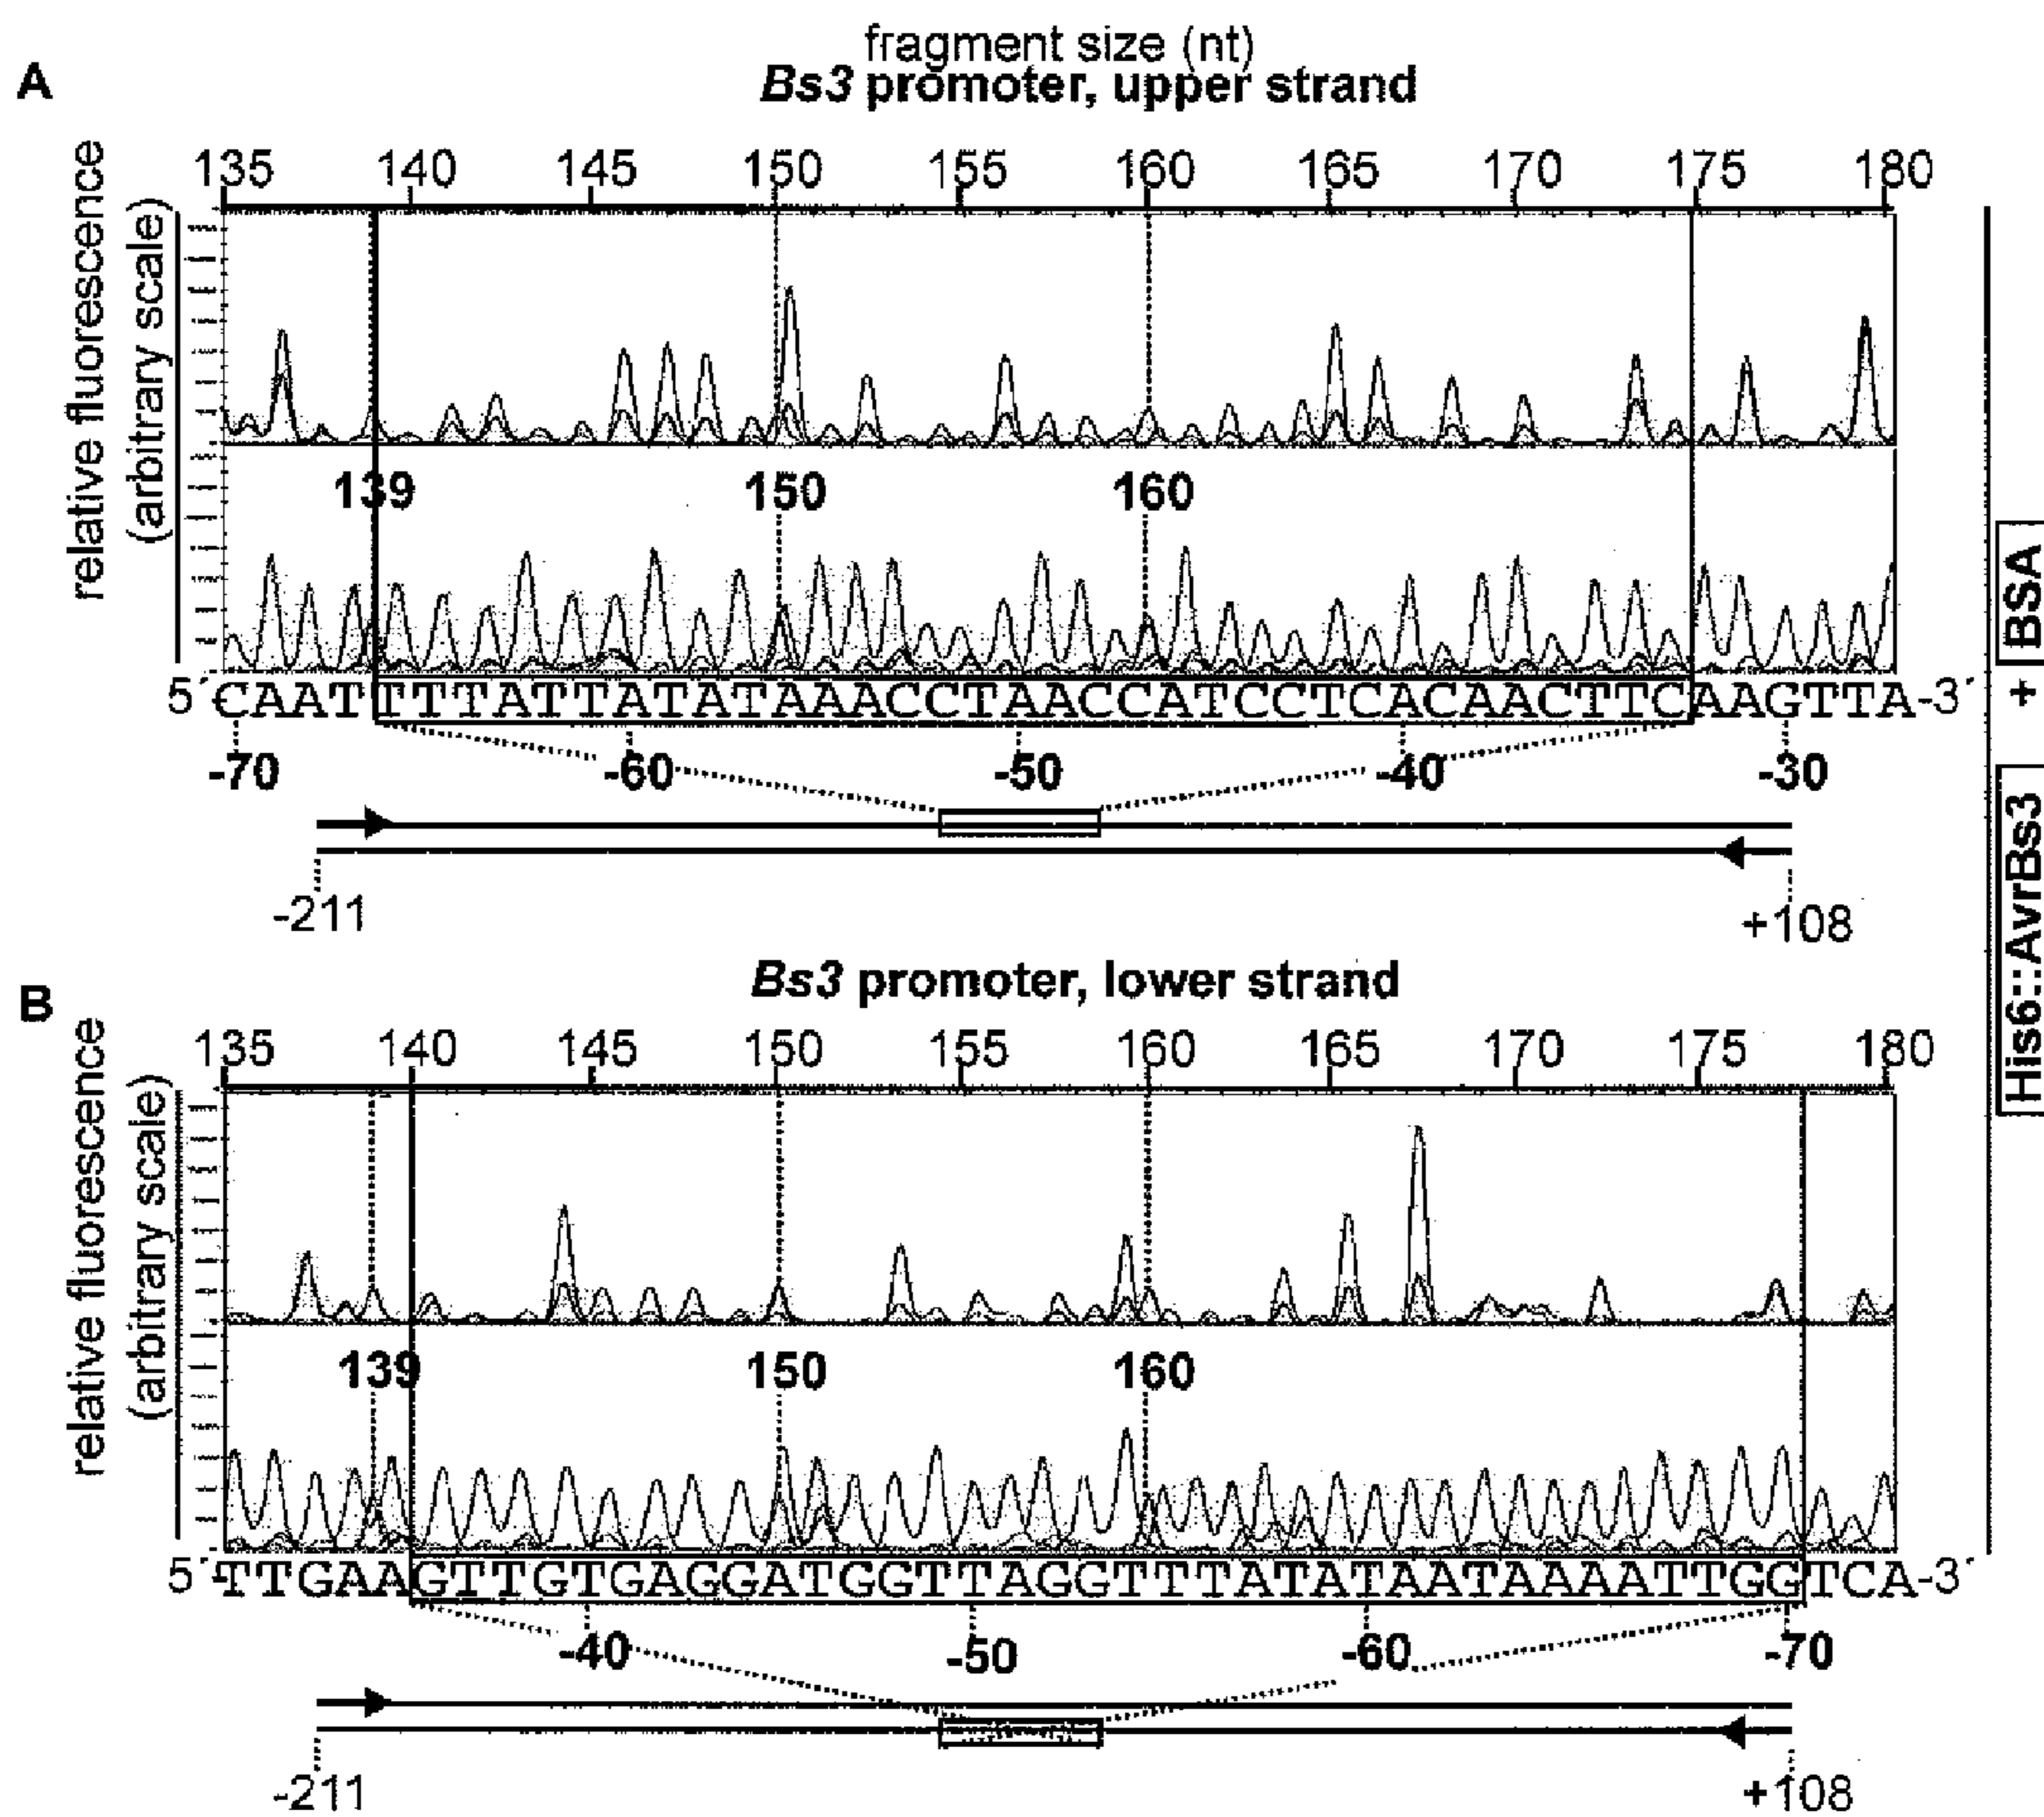 fragment size (nt)
A
Bs3 promoter, upper strand
135 140 145 150 155 160 165 170 175 180
relative fluorescence
(arbitrary scale)
139 150 160
5´CAATTTTATTATATAAACCTAACCATCCTCACAACTTCAAGTTA-3´
-70 -60 -50 -40 -30
-211 +108
+ BSA
His6::AvrBs3
B
Bs3 promoter, lower strand
135 140 145 150 155 160 165 170 175 180
relative fluorescence
(arbitrary scale)
139 150 160
5´TTGAAGTTGTGAGGATGGTTAGGTTTATATAATAAAATTGGTCA-3´
-40 -50 -60 -70
-211 +108